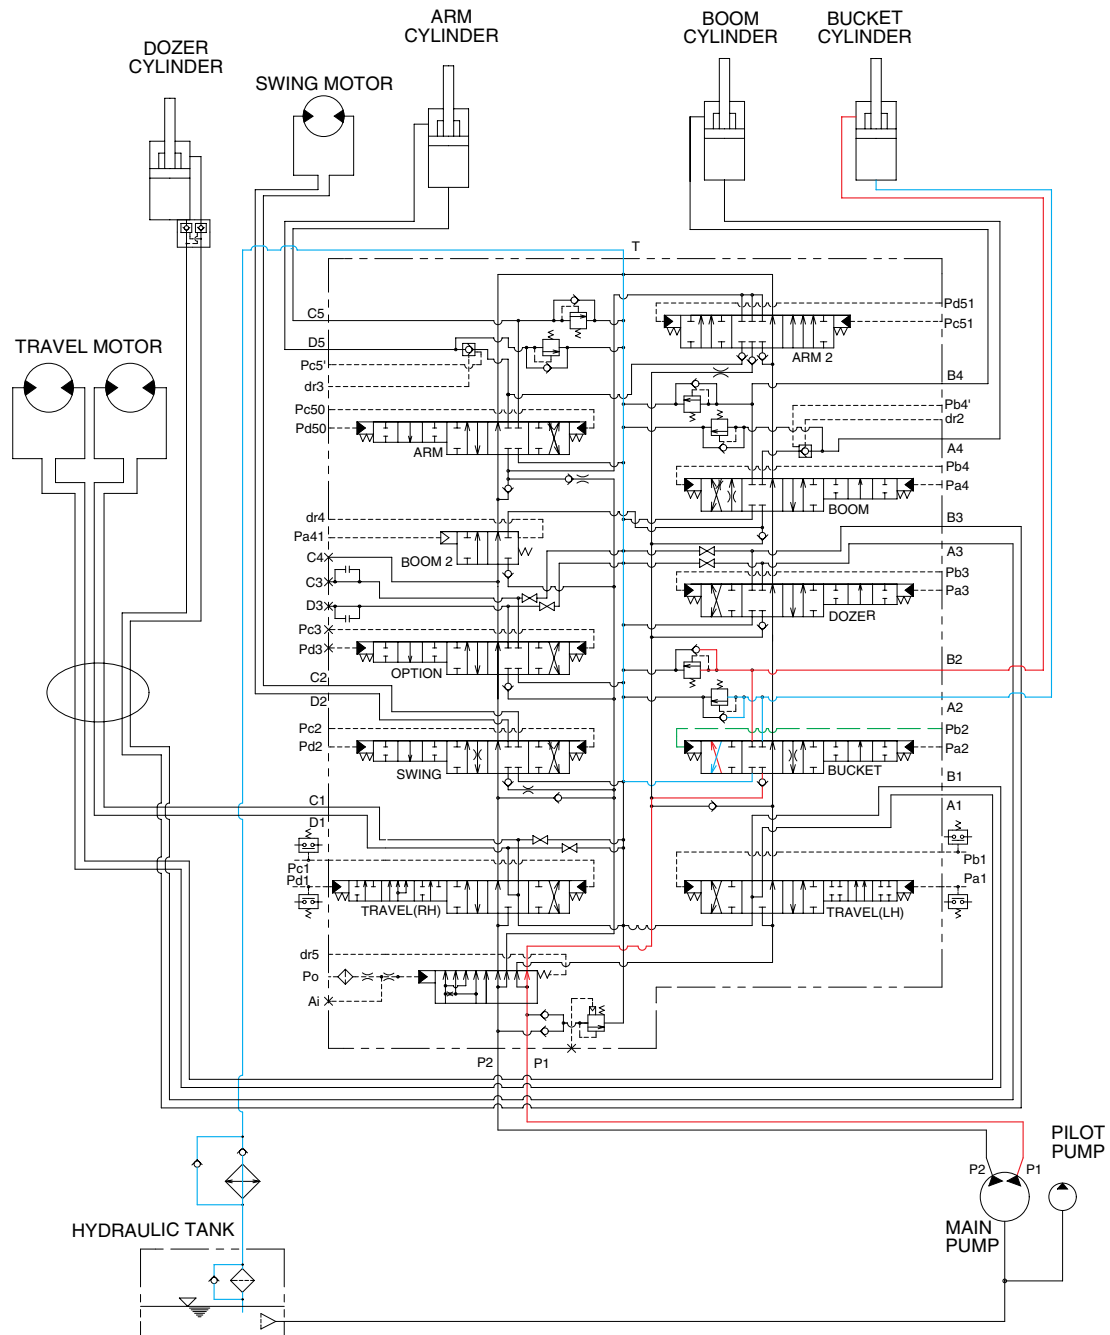 ARM
CYLINDER
BOOM
CYLINDER
BUCKET
CYLINDER
DOZER
CYLINDER
SWING MOTOR
TRAVEL MOTOR
T
C5
D5
Pc5'
dr3
Pc50
Pd50
ARM
dr4
Pa41
BOOM 2
C4
C3
D3
Pc3
Pd3
OPTION
C2
D2
Pc2
Pd2
SWING
C1
D1
Pc1
Pd1
TRAVEL(RH)
dr5
Po
Ai
Pd51
Pc51
ARM 2
B4
Pb4'
dr2
A4
Pb4
Pa4
BOOM
B3
A3
Pb3
Pa3
DOZER
B2
A2
Pb2
Pa2
BUCKET
B1
A1
Pb1
Pa1
TRAVEL(LH)
P2
P1
PILOT
PUMP
P2
P1
MAIN
PUMP
HYDRAULIC TANK